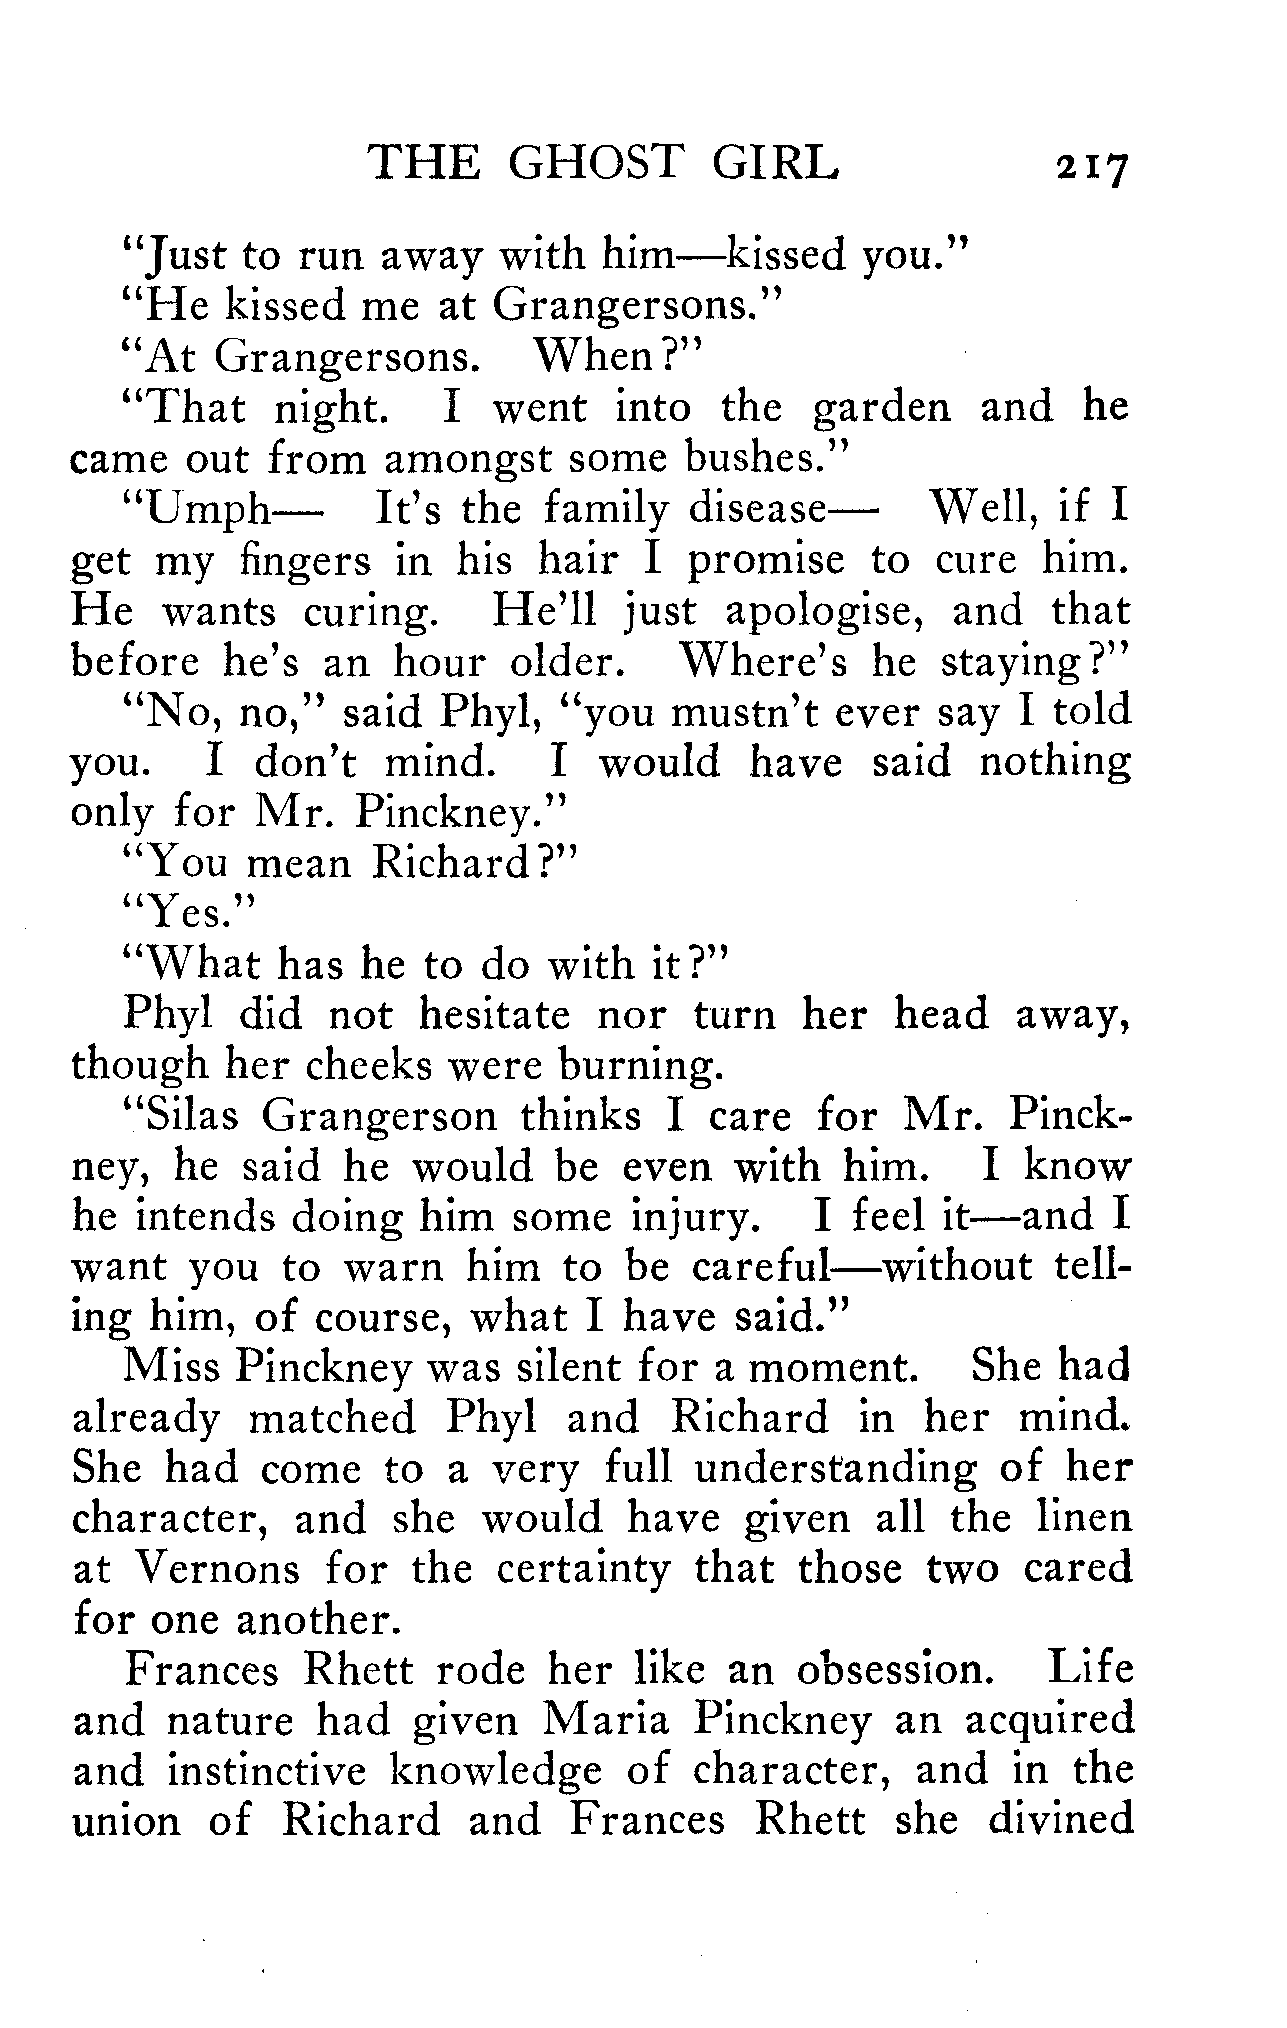 THE GHOST GIRL 217
"Just to run away with him—kissed you."
"He kissed me at Grangersons."
"At Grangersons. When?"
"That night. I went into the garden and he
came out from amongst some bushes."
"Umph— It's the family disease— Well, if I
get my fingers in his hair I promise to cure him.
He wants curing. He'll just apologise, and that
before he's an hour older. Where's he staying?"
"No, no," said Phyl, "you mustn't ever say I told
you. I don't mind. I would have said nothing
only for Mr. Pinckney."
"You mean Richard?"
"Yes."
"What has he to do with it?"
Phyl did not hesitate nor turn her head away,
though her cheeks were burning.
"Silas Grangerson thinks I care for Mr. Pinck-
ney, he said he would be even with him. I know
he intends doing him some injury. I feel it—and I
want you to warn him to be careful—without tell-
ing him, of course, what I have said."
Miss Pinckney was silent for a moment. She had
already matched Phyl and Richard in her mind.
She had come to a very full understanding of her
character, and she would have given all the linen
at Vernons for the certainty that those two cared
for one another.
Frances Rhett rode her like an obsession. Life
and nature had given Maria Pinckney an acquired
and instinctive knowledge of character, and in the
union of Richard and Frances Rhett she divined